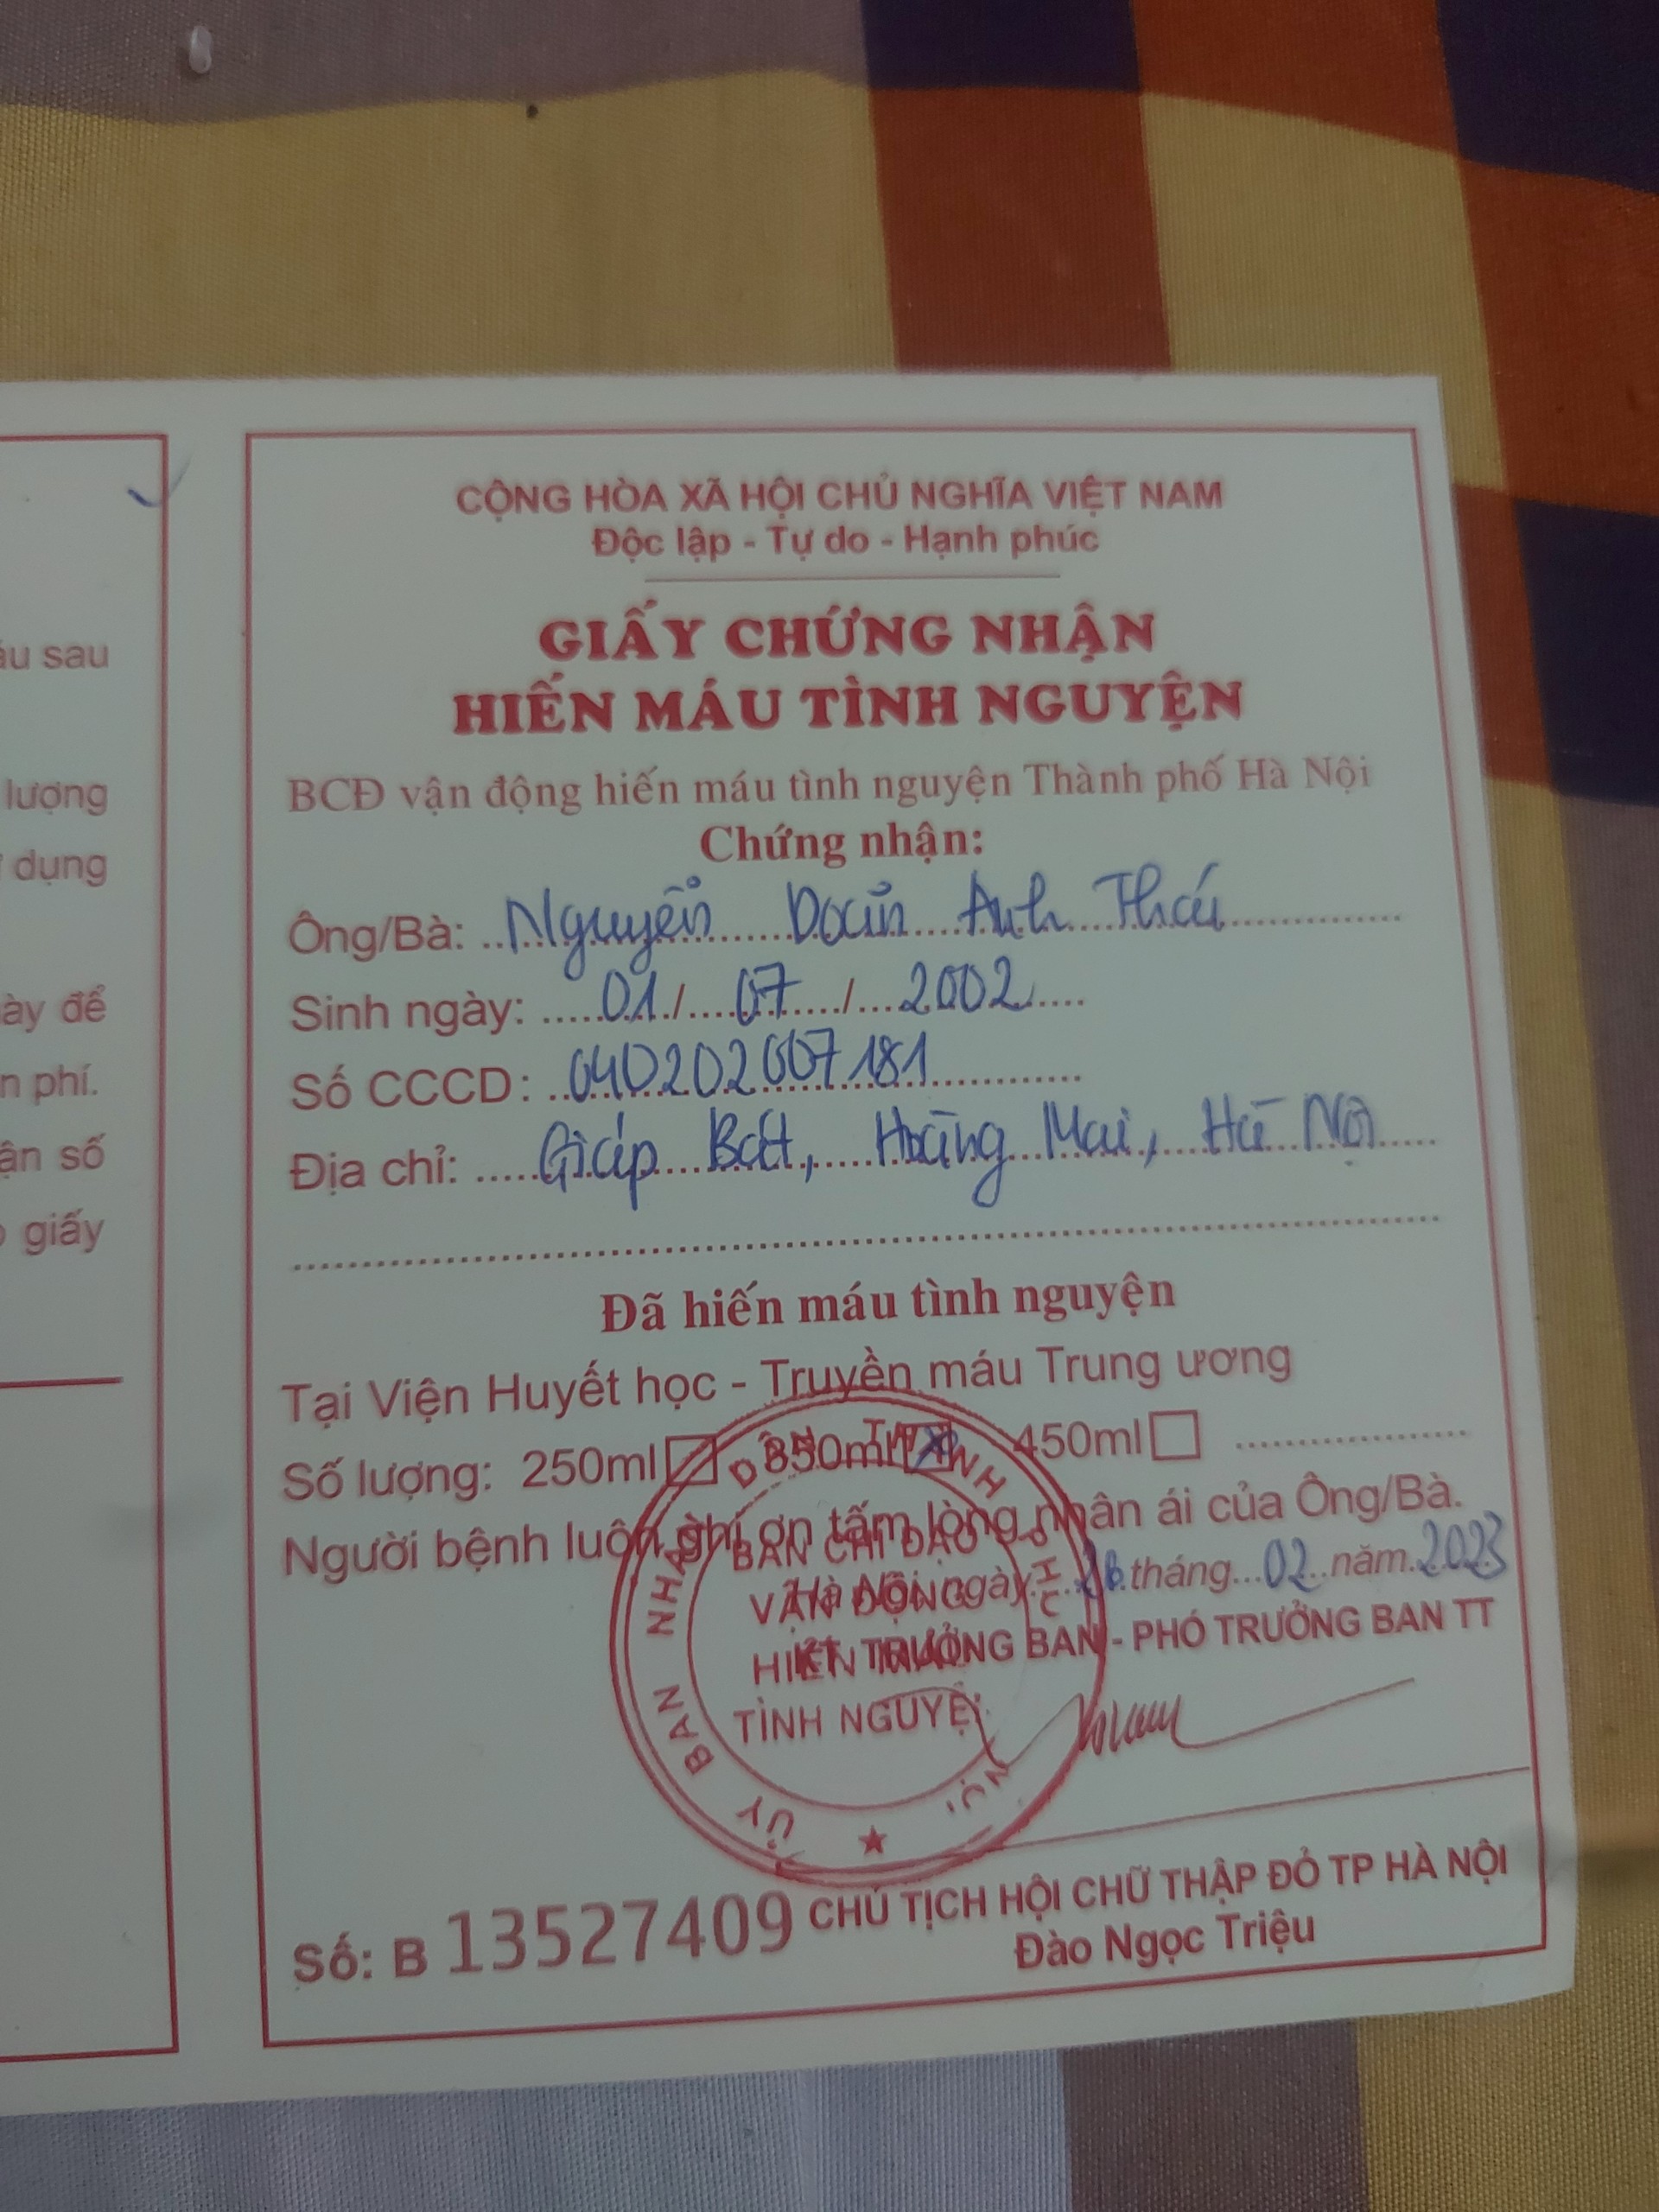 âu sau
lượng
dụng
ày để
n phí.
ận số
giấy
CỘNG HÒA XÃ HỘI CHỦ NGHĨA VIỆT NAM
Độc lập - Tự do - Hạnh phúc
GIẤY CHỨNG NHẬN
HIẾN MÁU TÌNH NGUYỆN
BCĐ vận động hiến máu tình nguyện Thành phố Hà Nội
Chứng nhận:
Ông/Bà: Nguyễn Doãn Anh Thái
Sinh ngày: 01/07/2002
Số CCCD: 040202007181
Địa chỉ: Giáp Bát, Hoàng Mai, Hà Nội
Đã hiến máu tình nguyện
Tại Viện Huyết học - Truyền máu Trung ương
Số lượng: 250ml 350ml 450ml
Người bệnh luôn ghi ơn tấm lòng nhân ái của Ông/Bà.
Hà Nội, ngày tháng 02 năm 2023
KT. TRƯỞNG BAN - PHÓ TRƯỞNG BAN TT
ỦY BAN NHÂN DÂN THÀNH PHỐ HÀ NỘI
BAN CHỈ ĐẠO
VẬN ĐỘNG
HIẾN MÁU
TÌNH NGUYỆN
CHỦ TỊCH HỘI CHỮ THẬP ĐỎ TP HÀ NỘI
Đào Ngọc Triệu
Số: B 13527409